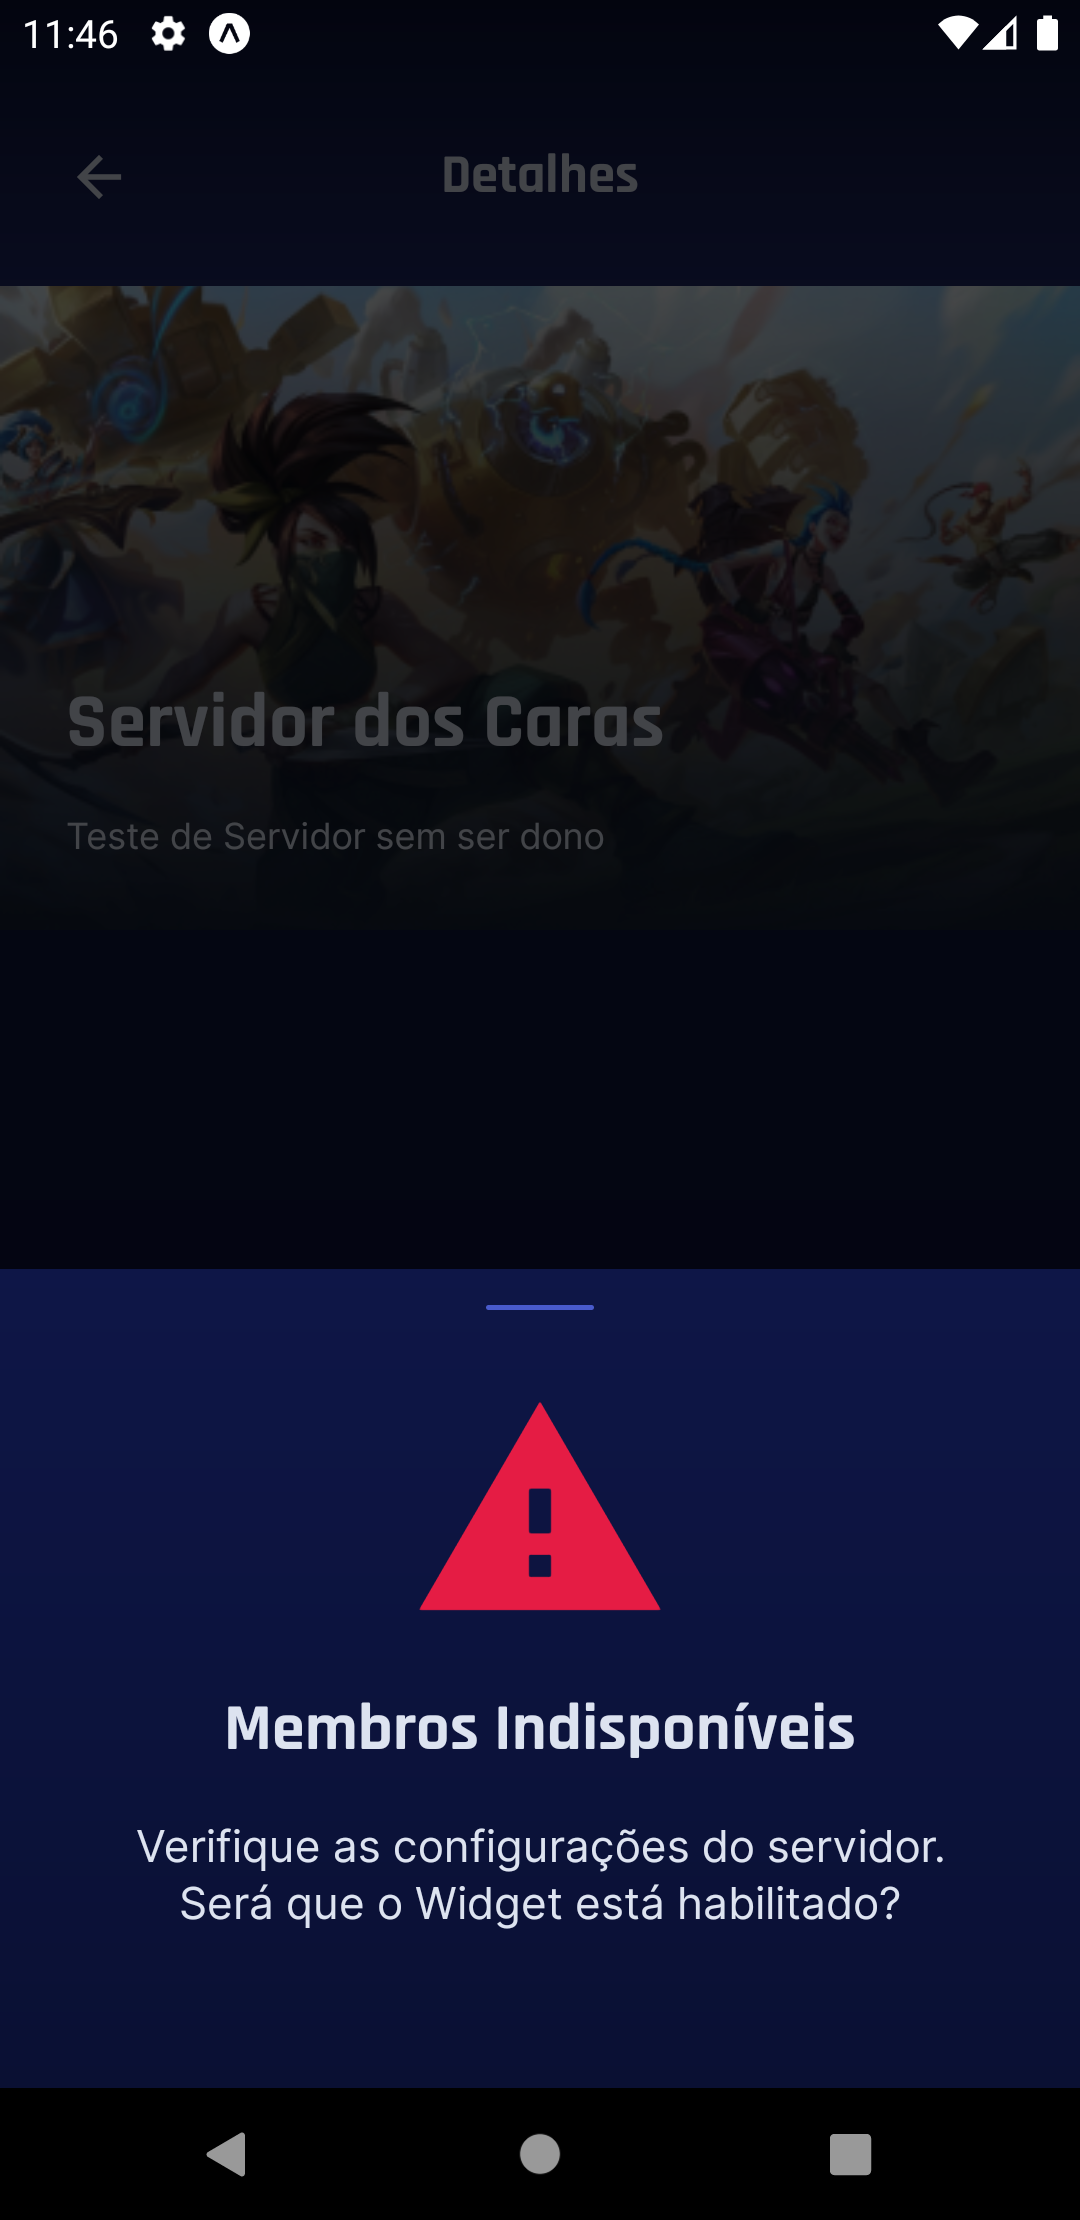 11:46
Detalhes
Servidor dos Caras
Teste de Servidor sem ser dono
Membros Indisponíveis
Verifique as configurações do servidor.
Será que o Widget está habilitado?